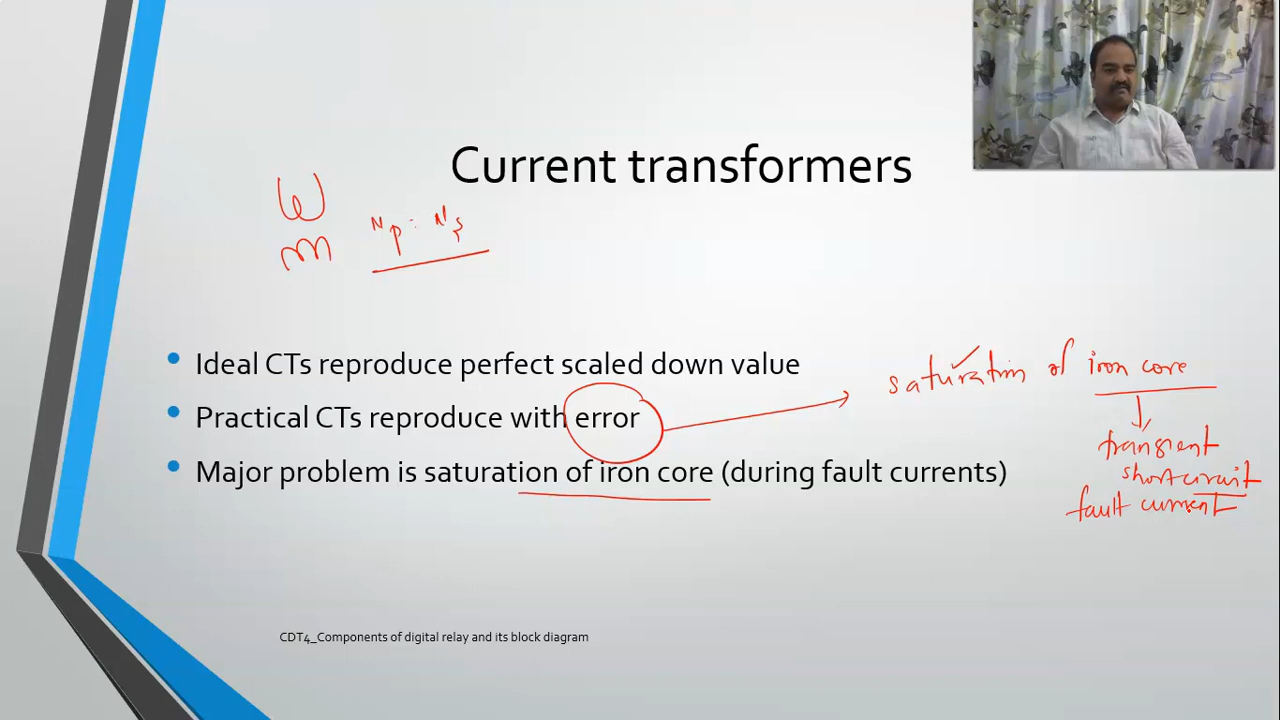 Current transformers
Np : Ns
• Ideal CTs reproduce perfect scaled down value
• Practical CTs reproduce with error
• Major problem is saturation of iron core (during fault currents)
saturation of iron core
transient
short circuit
fault current
CDT4_Components of digital relay and its block diagram